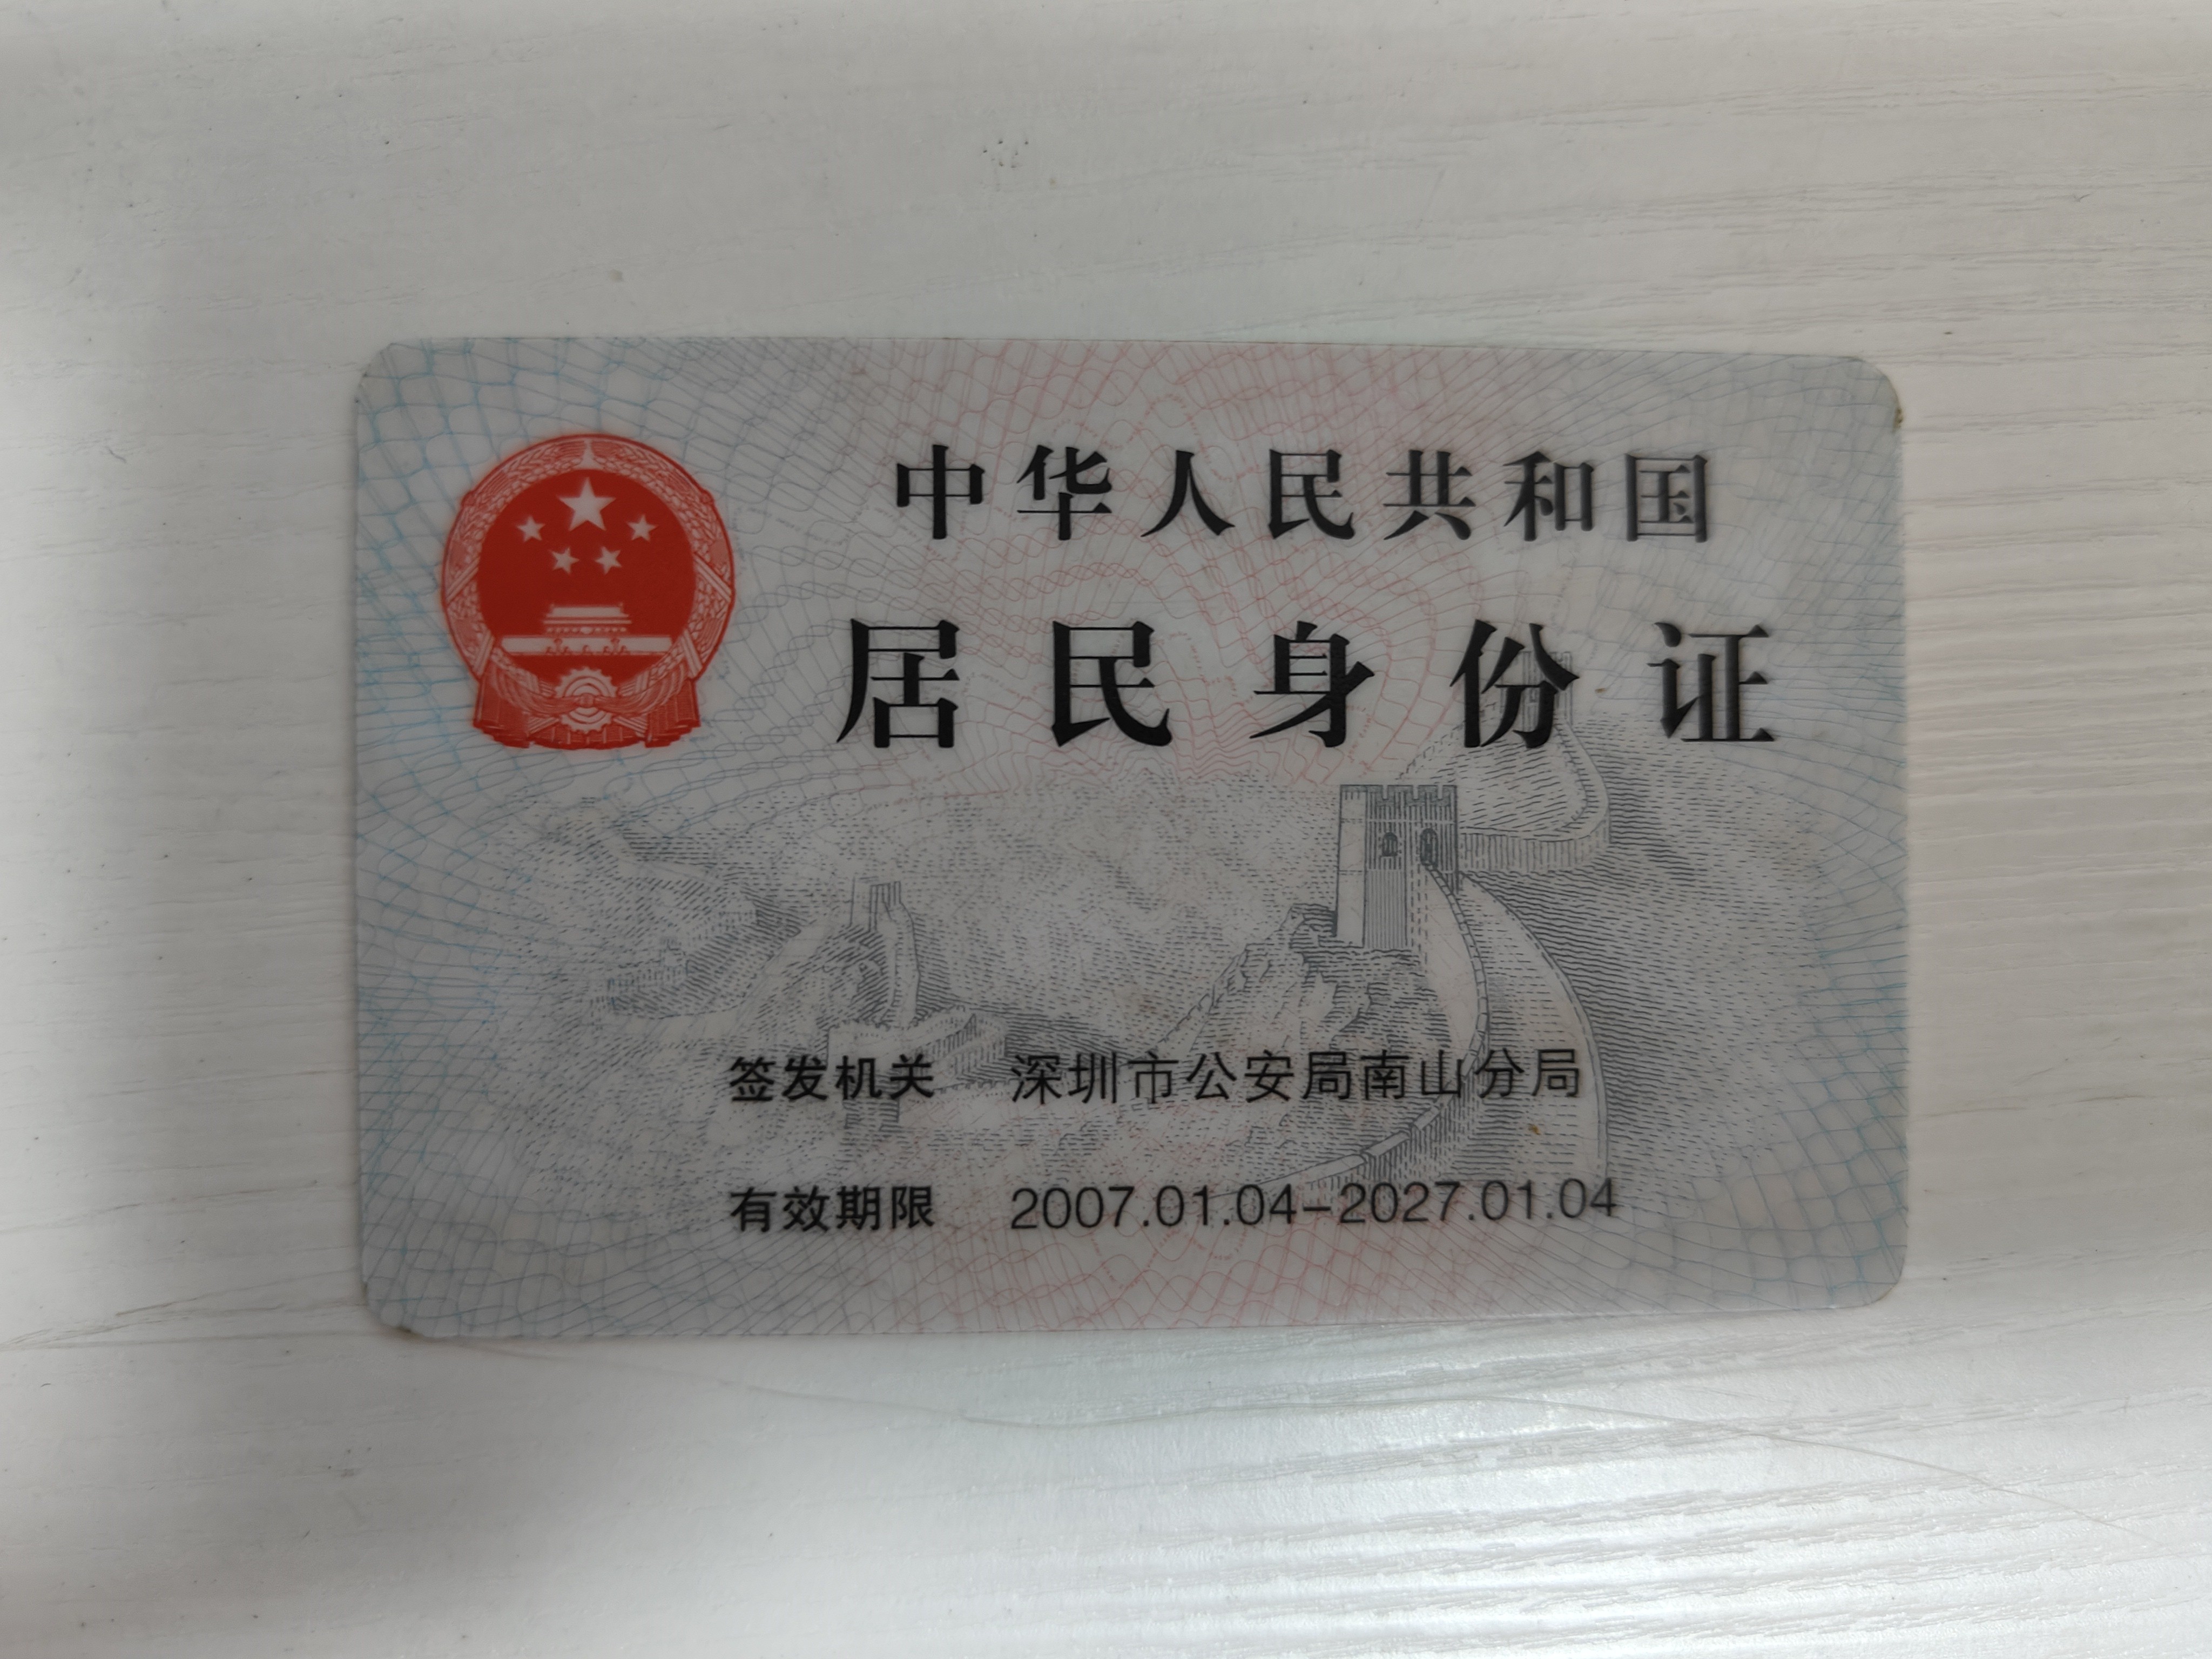 中华人民共和国
居民身份证
签发机关 深圳市公安局南山分局
有效期限 2007.01.04-2027.01.04